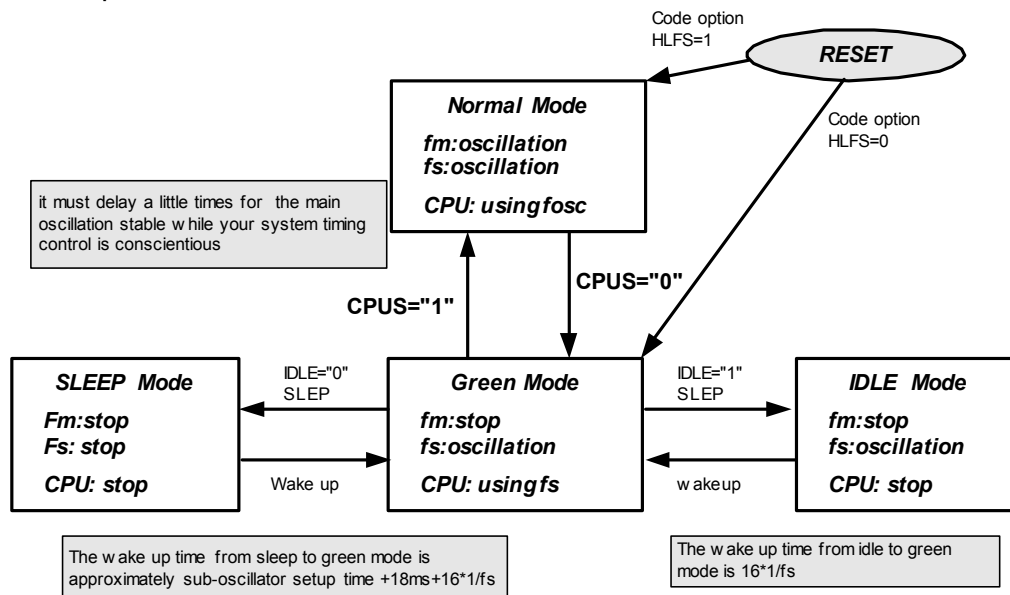 Code option
HLFS=1
RESET
Normal Mode
fm:oscillation
fs:oscillation
CPU: using fosc
Code option
HLFS=0
it must delay a little times for the main
oscillation stable while your system timing
control is conscientious
CPUS="1"
CPUS="0"
SLEEP Mode
Fm:stop
Fs: stop
CPU: stop
IDLE="0"
SLEP
Wake up
Green Mode
fm:stop
fs:oscillation
CPU: using fs
IDLE="1"
SLEP
wakeup
IDLE Mode
fm:stop
fs:oscillation
CPU: stop
The wake up time from sleep to green mode is
approximately sub-oscillator setup time +18ms+16*1/fs
The wake up time from idle to green
mode is 16*1/fs